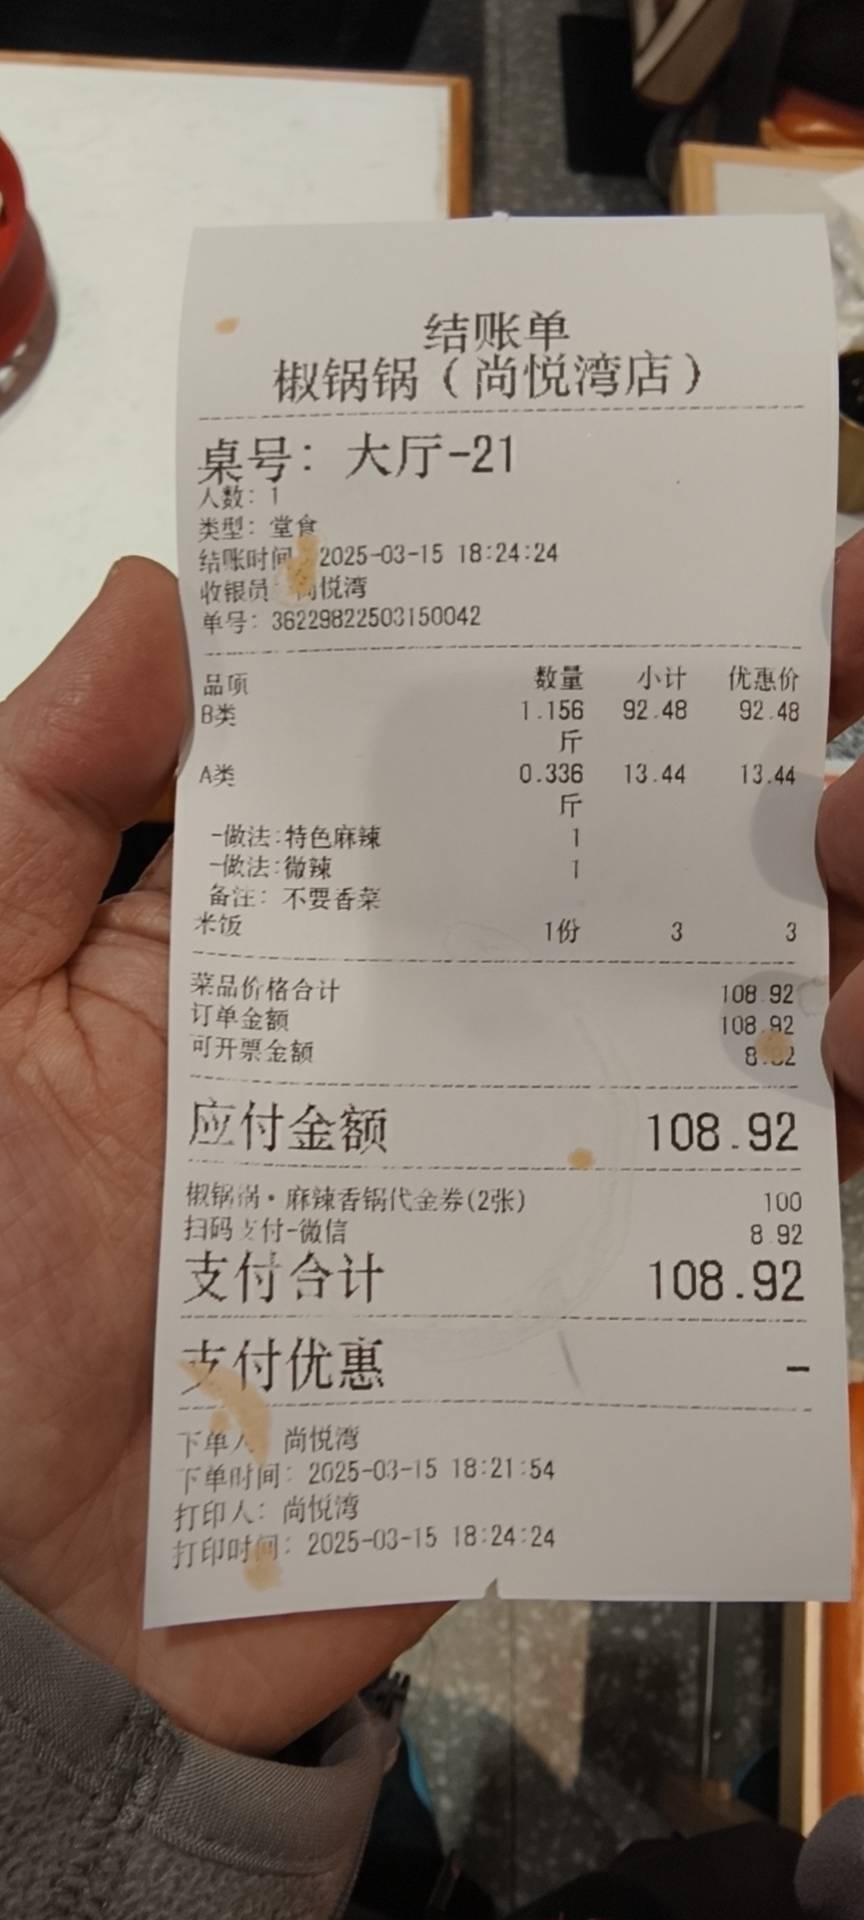 结账单
椒锅锅（尚悦湾店）
桌号：大厅-21
人数：1
类型：堂食
结账时间 2025-03-15 18:24:24
收银员 尚悦湾
单号：36229822503150042
品项 数量 小计 优惠价
B类 1.156 92.48 92.48
斤
A类 0.336 13.44 13.44
斤
-做法:特色麻辣 1
-做法:微辣 1
备注： 不要香菜
米饭 1份 3 3
菜品价格合计 108.92
订单金额 108.92
可开票金额
应付金额 108.92
椒锅锅·麻辣香锅代金券(2张) 100
扫码支付-微信 8.92
支付合计 108.92
支付优惠 -
下单人 尚悦湾
下单时间：2025-03-15 18:21:54
打印人：尚悦湾
打印时间：2025-03-15 18:24:24